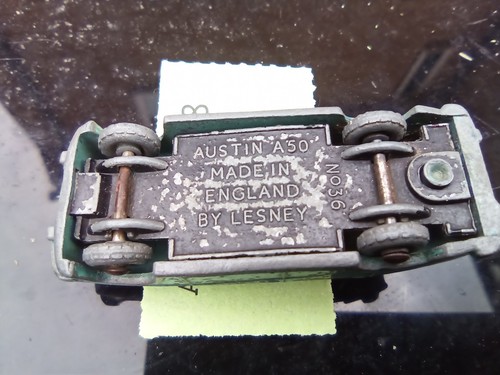 AUSTIN A50
MADE IN
ENGLAND
BY LESNEY
NO36